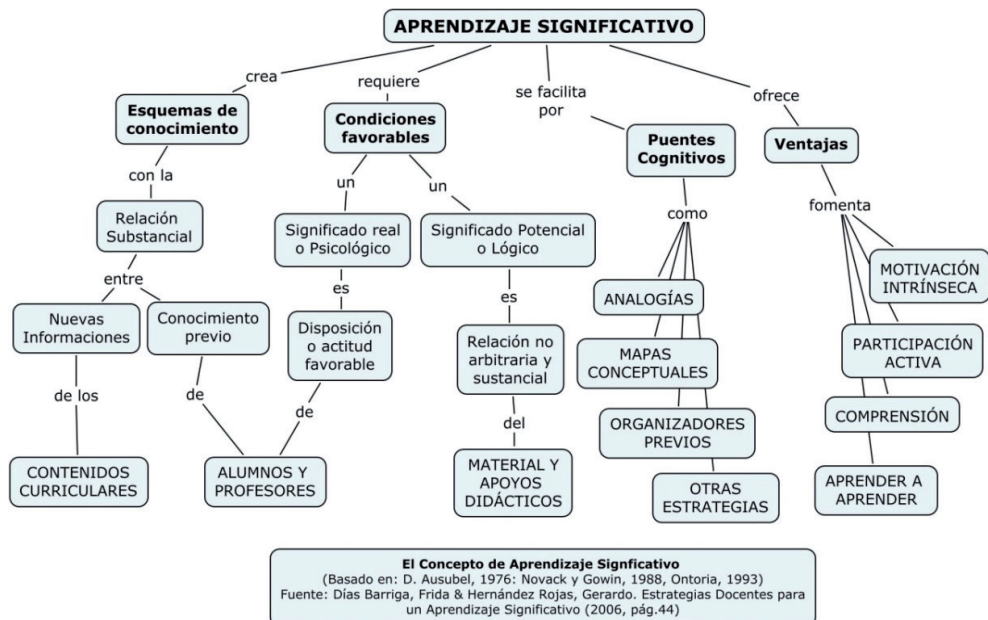 APRENDIZAJE SIGNIFICATIVO
crea
requiere
se facilita
por
ofrece
Esquemas de
conocimiento
Condiciones
favorables
Puentes
Cognitivos
Ventajas
con la
un
un
como
fomenta
Relación
Substancial
Significado real
o Psicológico
Significado Potencial
o Lógico
MOTIVACIÓN
INTRÍNSECA
entre
es
es
ANALOGÍAS
Nuevas
Informaciones
Conocimiento
previo
Disposición
o actitud
favorable
Relación no
arbitraria y
sustancial
MAPAS
CONCEPTUALES
PARTICIPACIÓN
ACTIVA
de los
de
de
del
ORGANIZADORES
PREVIOS
COMPRENSIÓN
CONTENIDOS
CURRICULARES
ALUMNOS Y
PROFESORES
MATERIAL Y
APOYOS
DIDÁCTICOS
OTRAS
ESTRATEGIAS
APRENDER A
APRENDER
El Concepto de Aprendizaje Signficativo
(Basado en: D. Ausubel, 1976: Novack y Gowin, 1988, Ontoria, 1993)
Fuente: Días Barriga, Frida & Hernández Rojas, Gerardo. Estrategias Docentes para
un Aprendizaje Significativo (2006, pág.44)